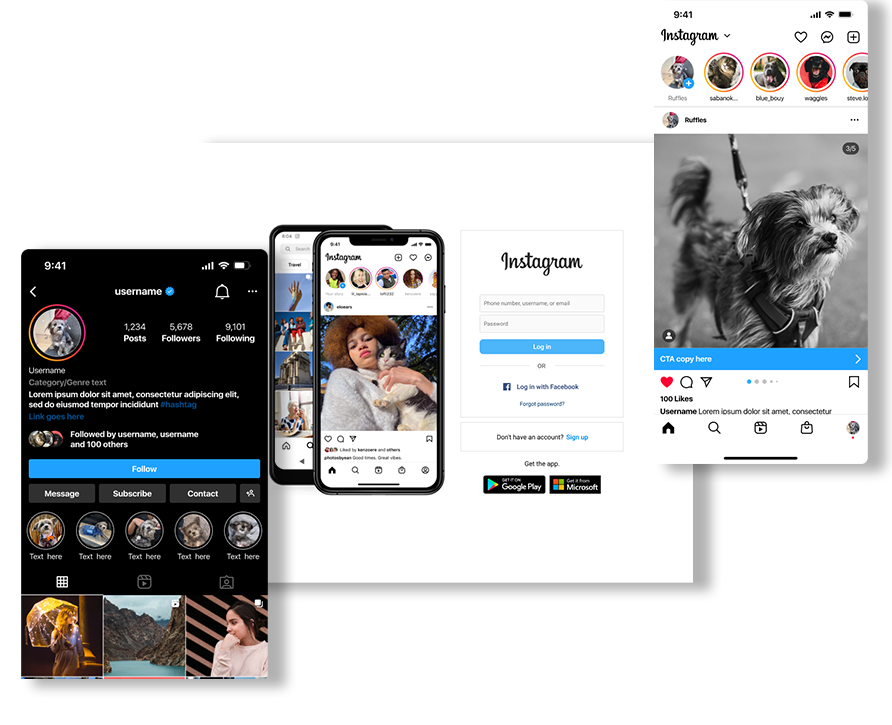 9:41
username
1,234
Posts
5,678
Followers
9,101
Following
Username
Category/Genre text
Lorem ipsum dolor sit amet, consectetur adipiscing elit,
sed do eiusmod tempor incididunt #hashtag
Link goes here
Followed by username, username
and 100 others
Follow
Message
Subscribe
Contact
Text here
Text here
Text here
Text here
Text here
9:04
Search
Travel
9:41
Instagram
eloears
Liked by kenzoere and others
photosbyean Good times. Great vibes.
Instagram
Phone number, username, or email
Password
Log in
OR
Log in with Facebook
Forgot password?
Don't have an account? Sign up
Get the app.
GET IT ON
Google Play
Get it from
Microsoft
9:41
Instagram
Ruffles
sabanok...
blue_bouy
waggles
steve.lo
Ruffles
3/5
CTA copy here
100 Likes
Username Lorem ipsum dolor sit amet, consectetur